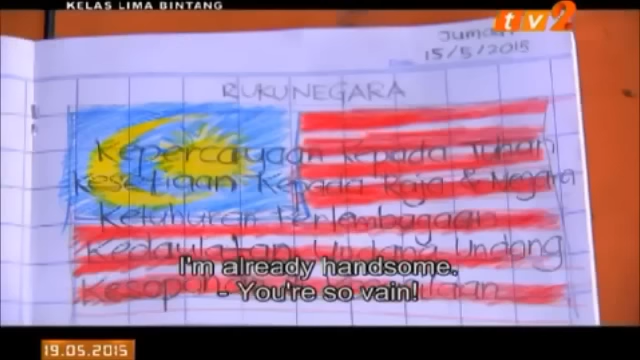 KELAS LIMA BINTANG
tv2
15/5/2015
RUKUNEGARA
Kepercayaan Kepada Tuhan
Kesetiaan Kepada Raja & Negara
Keluhuran Perlembagaan
Kedaulatan Undang Undang
I'm already handsome.
- You're so vain!
19.05.2015